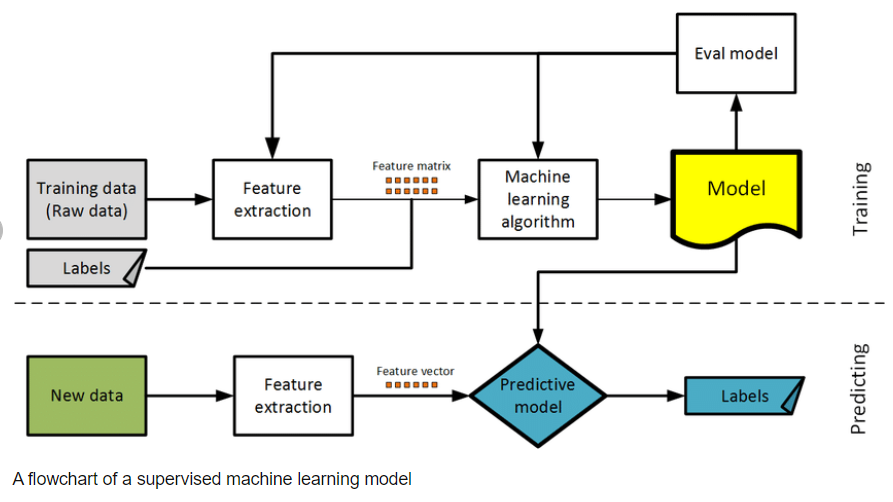 Eval model
Training data
(Raw data)
Feature
extraction
Feature matrix
Machine
learning
algorithm
Model
Training
Labels
New data
Feature
extraction
Feature vector
Predictive
model
Labels
Predicting
A flowchart of a supervised machine learning model